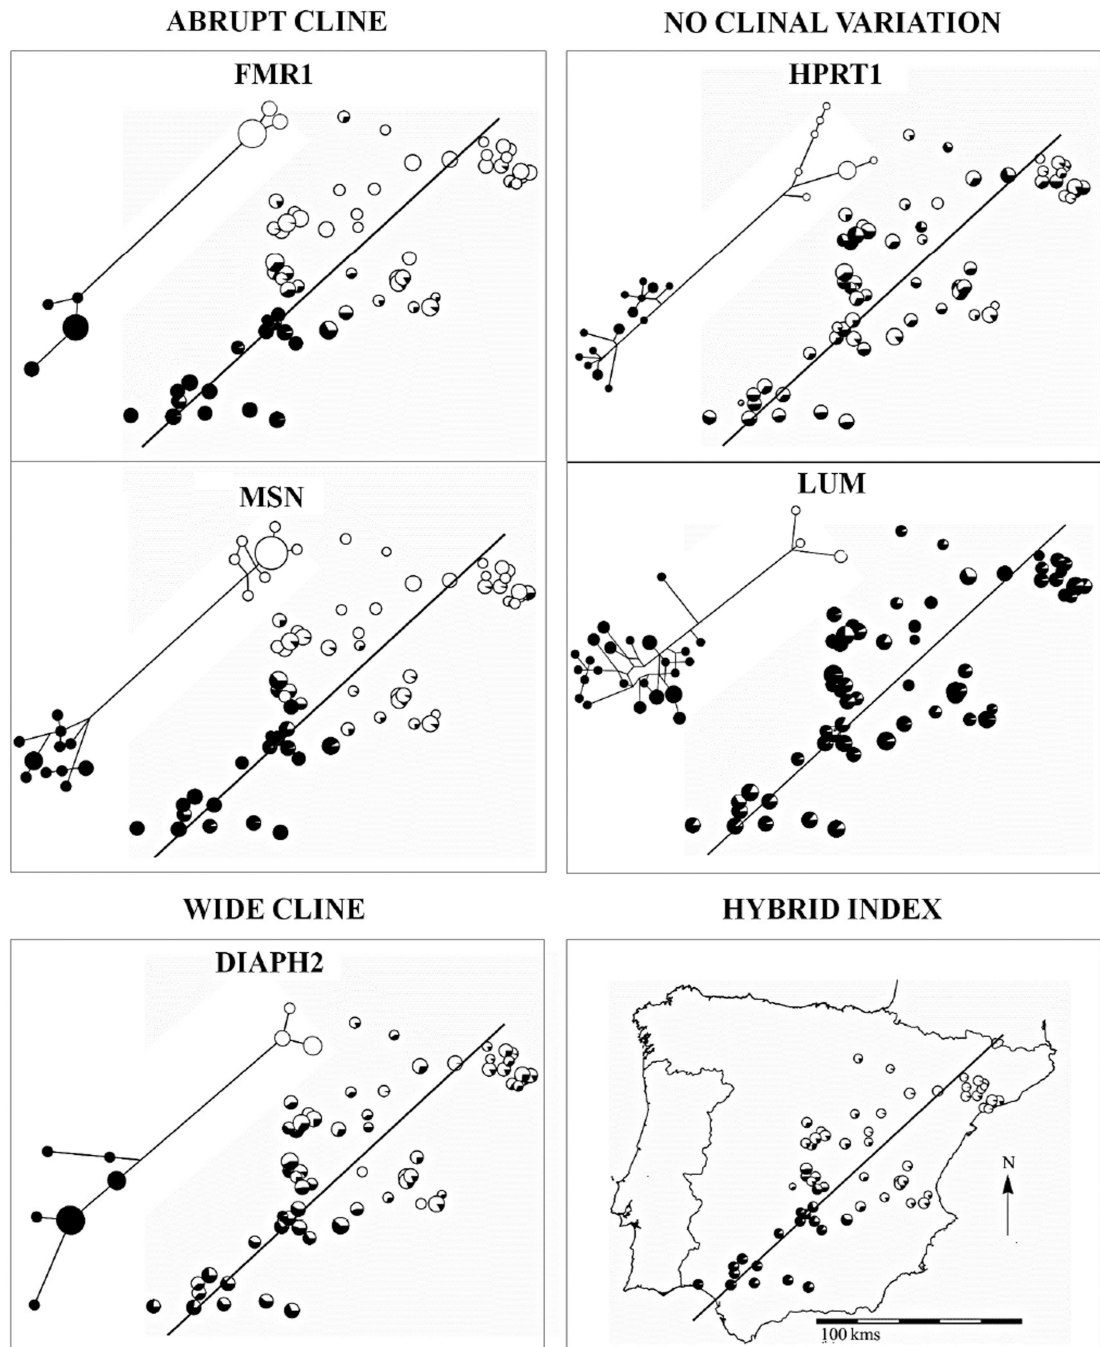 ABRUPT CLINE
NO CLINAL VARIATION
FMR1
HPRT1
MSN
LUM
WIDE CLINE
HYBRID INDEX
DIAPH2
N
100 kms